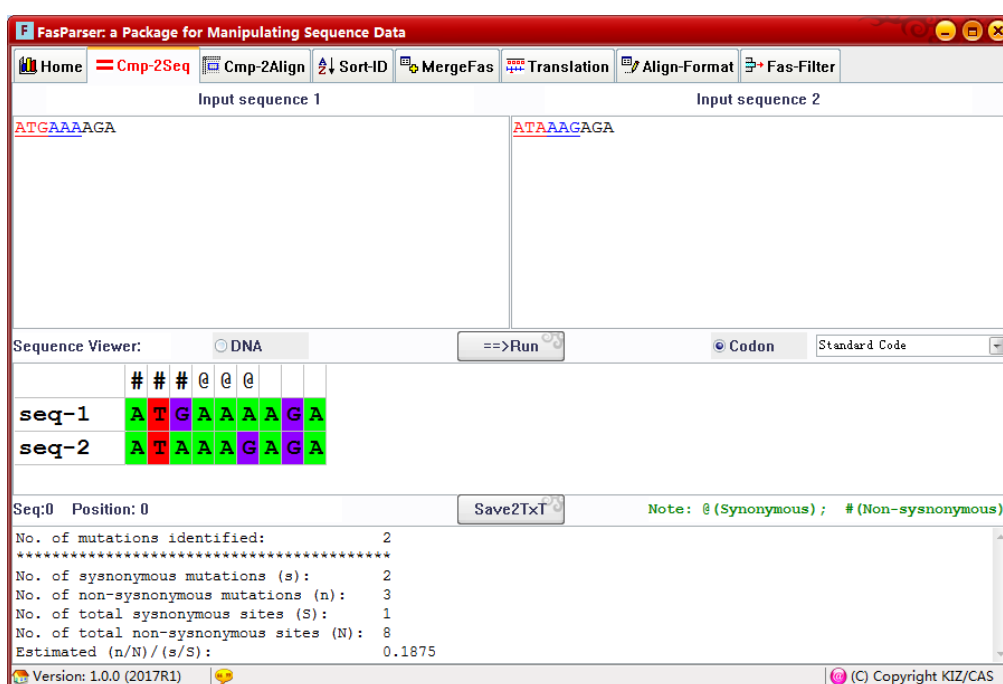 F FasParser: a Package for Manipulating Sequence Data
Home Cmp-2Seq Cmp-2Align Sort-ID MergeFas Translation Align-Format Fas-Filter
Input sequence 1 Input sequence 2
ATGAAAAGA ATAAAGAGA
Sequence Viewer: DNA ==>Run Codon Standard Code
# # # @ @ @
seq-1 A T G A A A A G A
seq-2 A T A A A G A G A
Seq:0 Position: 0 Save2TxT Note: @(Synonymous); #(Non-sysnonymous)
No. of mutations identified: 2
******************************************
No. of sysnonymous mutations (s): 2
No. of non-sysnonymous mutations (n): 3
No. of total sysnonymous sites (S): 1
No. of total non-sysnonymous sites (N): 8
Estimated (n/N)/(s/S): 0.1875
Version: 1.0.0 (2017R1) @ (C) Copyright KIZ/CAS